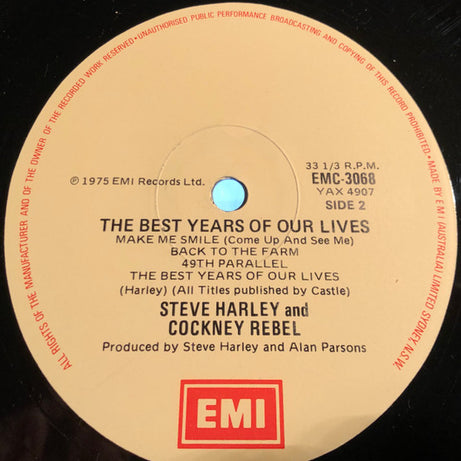 ALL RIGHTS OF THE MANUFACTURER AND OF THE OWNER OF THE RECORDED WORK RESERVED•UNAUTHORISED PUBLIC PERFORMANCE BROADCASTING AND COPYING OF THIS RECORD PROHIBITED•MADE BY EMI (AUSTRALIA) LIMITED SYDNEY, N.S.W.
33 1/3 R.P.M.
℗ 1975 EMI Records Ltd.
EMC-3068
YAX 4907
SIDE 2
THE BEST YEARS OF OUR LIVES
MAKE ME SMILE (Come Up And See Me)
BACK TO THE FARM
49TH PARALLEL
THE BEST YEARS OF OUR LIVES
(Harley) (All Titles published by Castle)
STEVE HARLEY and
COCKNEY REBEL
Produced by Steve Harley and Alan Parsons
EMI